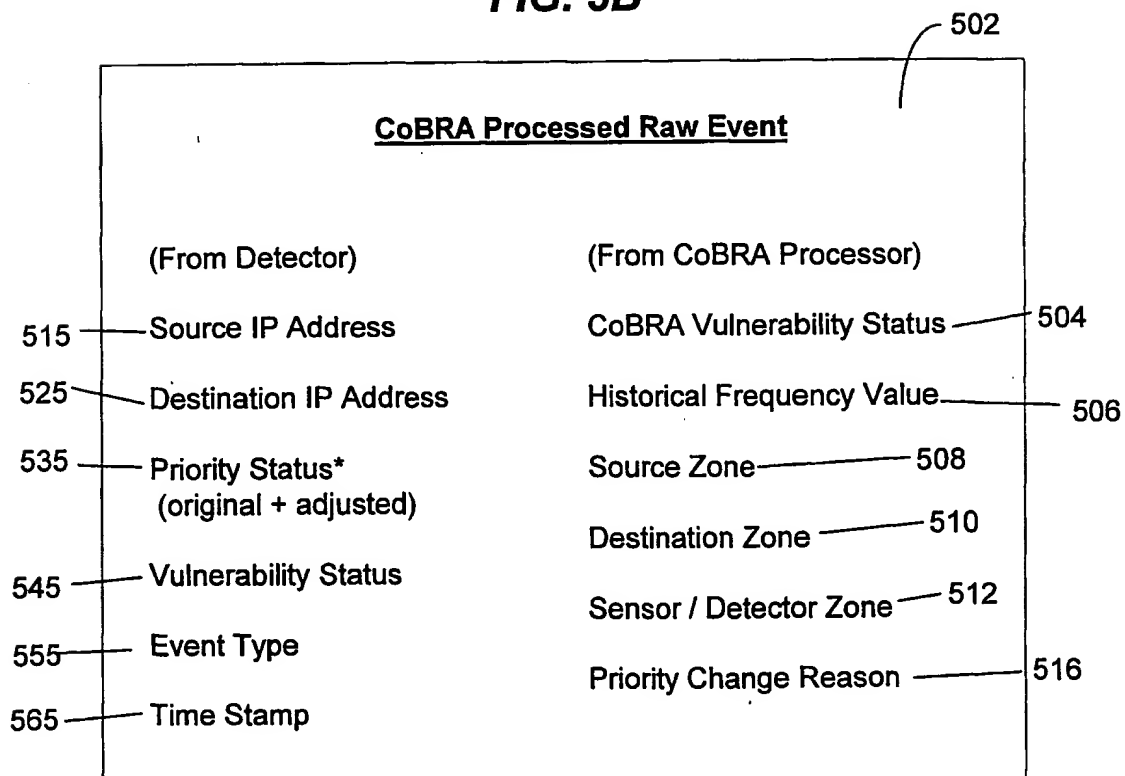 FIG. 5B
502
CoBRA Processed Raw Event
(From Detector)
515 Source IP Address
525 Destination IP Address
535 Priority Status*
(original + adjusted)
545 Vulnerability Status
555 Event Type
565 Time Stamp
(From CoBRA Processor)
CoBRA Vulnerability Status 504
Historical Frequency Value 506
Source Zone 508
Destination Zone 510
Sensor / Detector Zone 512
Priority Change Reason 516